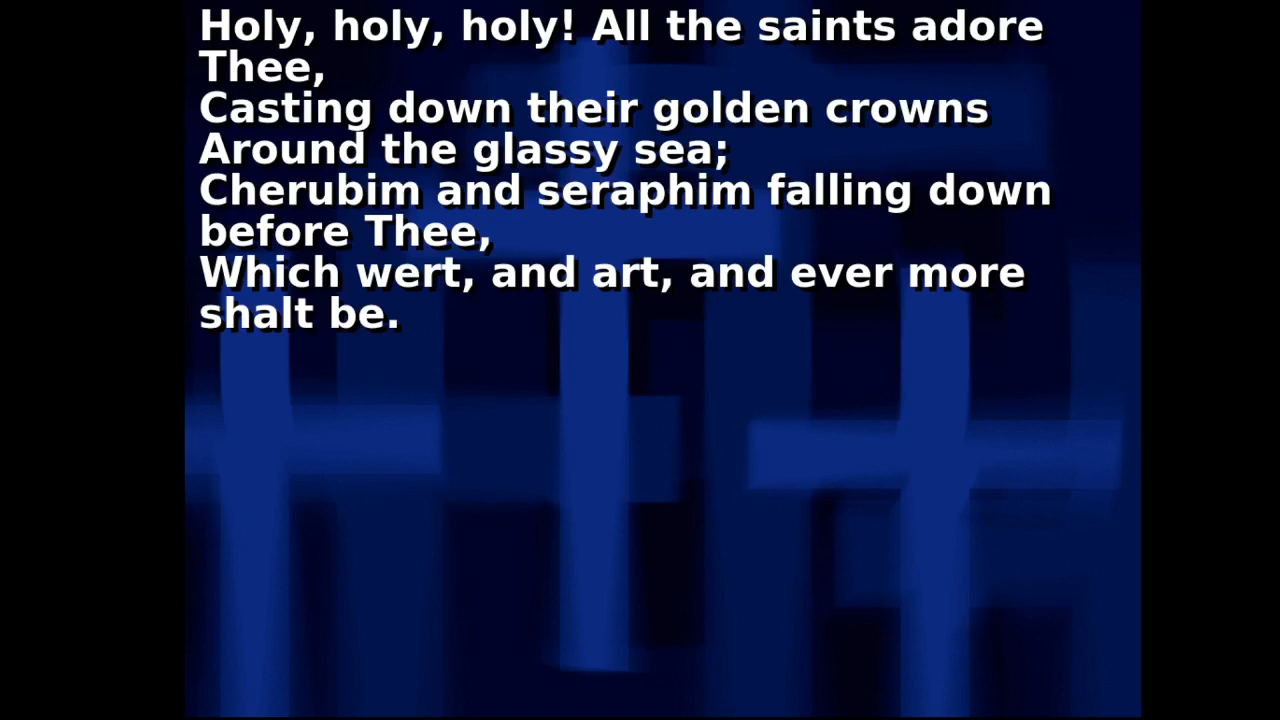 Holy, holy, holy! All the saints adore
Thee,
Casting down their golden crowns
Around the glassy sea;
Cherubim and seraphim falling down
before Thee,
Which wert, and art, and ever more
shalt be.